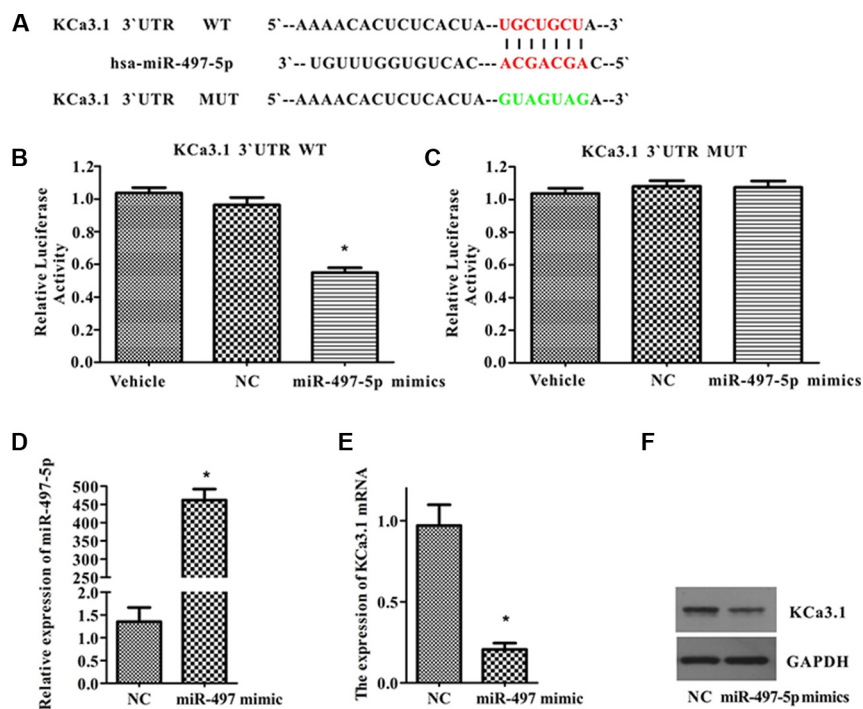 A
KCa3.1 3`UTR WT 5`--AAAACACUCUCACUA--UGCUGCUA--3`
hsa-miR-497-5p 3`--UGUUUGGUGUCAC---ACGACGAC--5`
KCa3.1 3`UTR MUT 5`--AAAACACUCUCACUA--GUAGUAGA--3`
B
KCa3.1 3`UTR WT
Relative Luciferase
Activity
1.2
1.0
0.8
0.6
0.4
0.2
0.0
*
Vehicle NC miR-497-5p mimics
C
KCa3.1 3`UTR MUT
Relative Luciferase
Activity
1.2
1.0
0.8
0.6
0.4
0.2
0.0
Vehicle NC miR-497-5p mimics
D
Relative expression of miR-497-5p
500
450
400
350
300
250
2.0
1.5
1.0
0.5
0.0
*
NC miR-497 mimic
E
The expression of KCa3.1 mRNA
1.0
0.5
0.0
*
NC miR-497 mimic
F
KCa3.1
GAPDH
NC miR-497-5p mimics